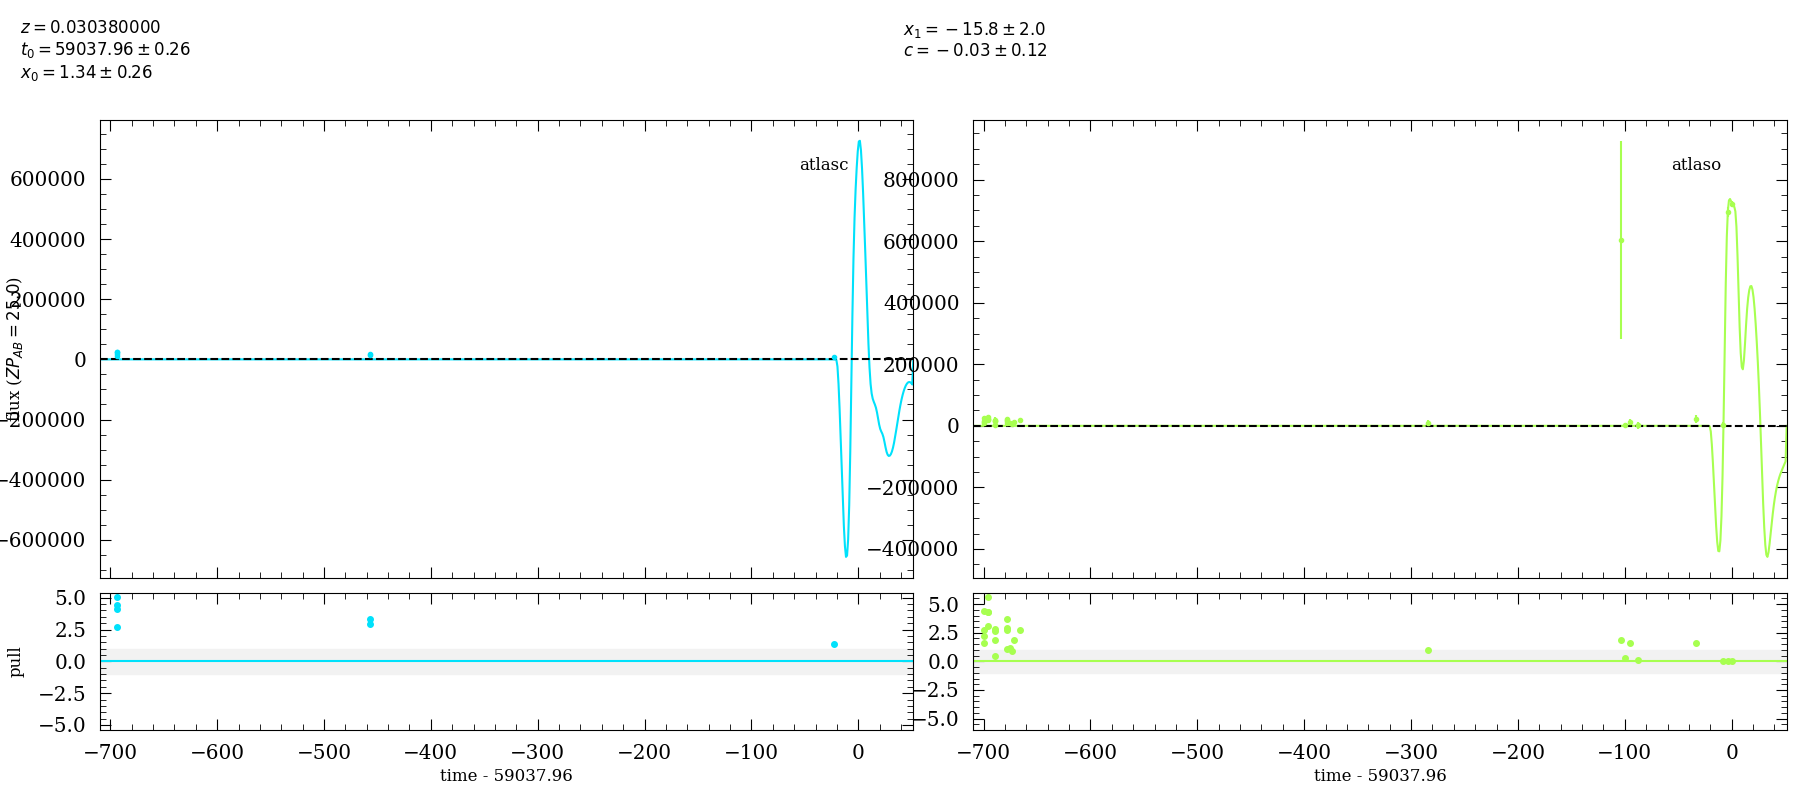 z = 0.030380000
t0 = 59037.96 ± 0.26
x0 = 1.34 ± 0.26
x1 = −15.8 ± 2.0
c = −0.03 ± 0.12
atlasc
600000
400000
200000
0
−200000
−400000
−600000
flux (ZPAB = 25.0)
atlaso
800000
600000
400000
200000
0
−200000
−400000
5.0
2.5
0.0
−2.5
−5.0
pull
−700 −600 −500 −400 −300 −200 −100 0
time - 59037.96
5.0
2.5
0.0
−2.5
−5.0
−700 −600 −500 −400 −300 −200 −100 0
time - 59037.96